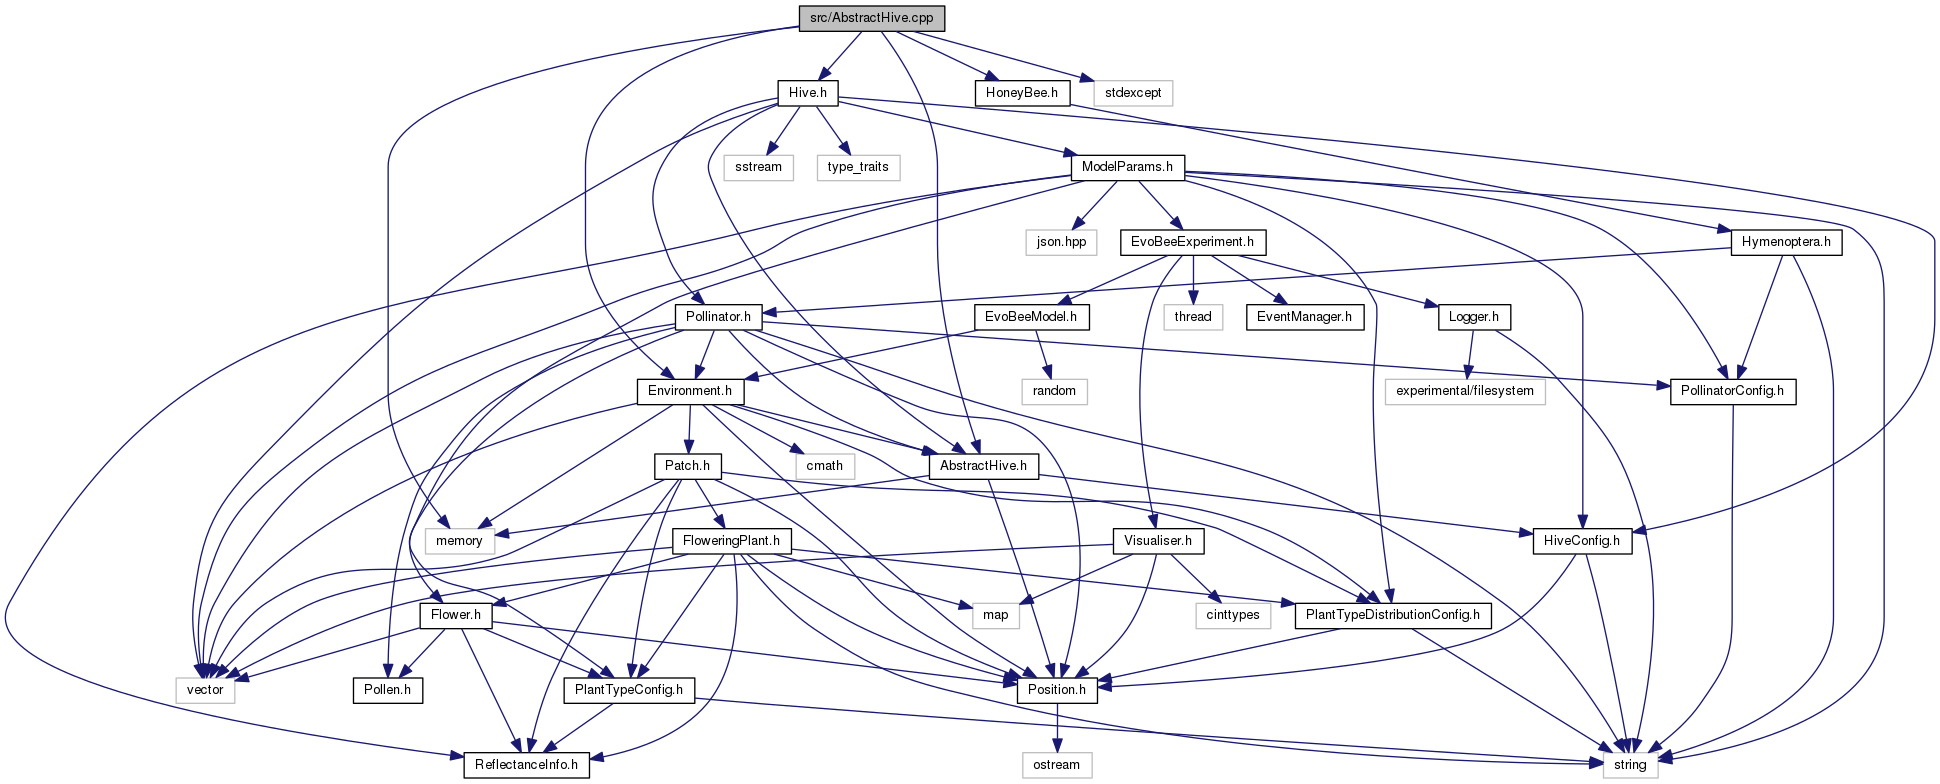 src/AbstractHive.cpp
Hive.h
HoneyBee.h
stdexcept
sstream
type_traits
ModelParams.h
json.hpp
EvoBeeExperiment.h
Hymenoptera.h
Pollinator.h
EvoBeeModel.h
thread
EventManager.h
Logger.h
Environment.h
random
experimental/filesystem
PollinatorConfig.h
Patch.h
cmath
AbstractHive.h
memory
FloweringPlant.h
Visualiser.h
HiveConfig.h
Flower.h
map
cinttypes
PlantTypeDistributionConfig.h
vector
Pollen.h
PlantTypeConfig.h
Position.h
ReflectanceInfo.h
ostream
string